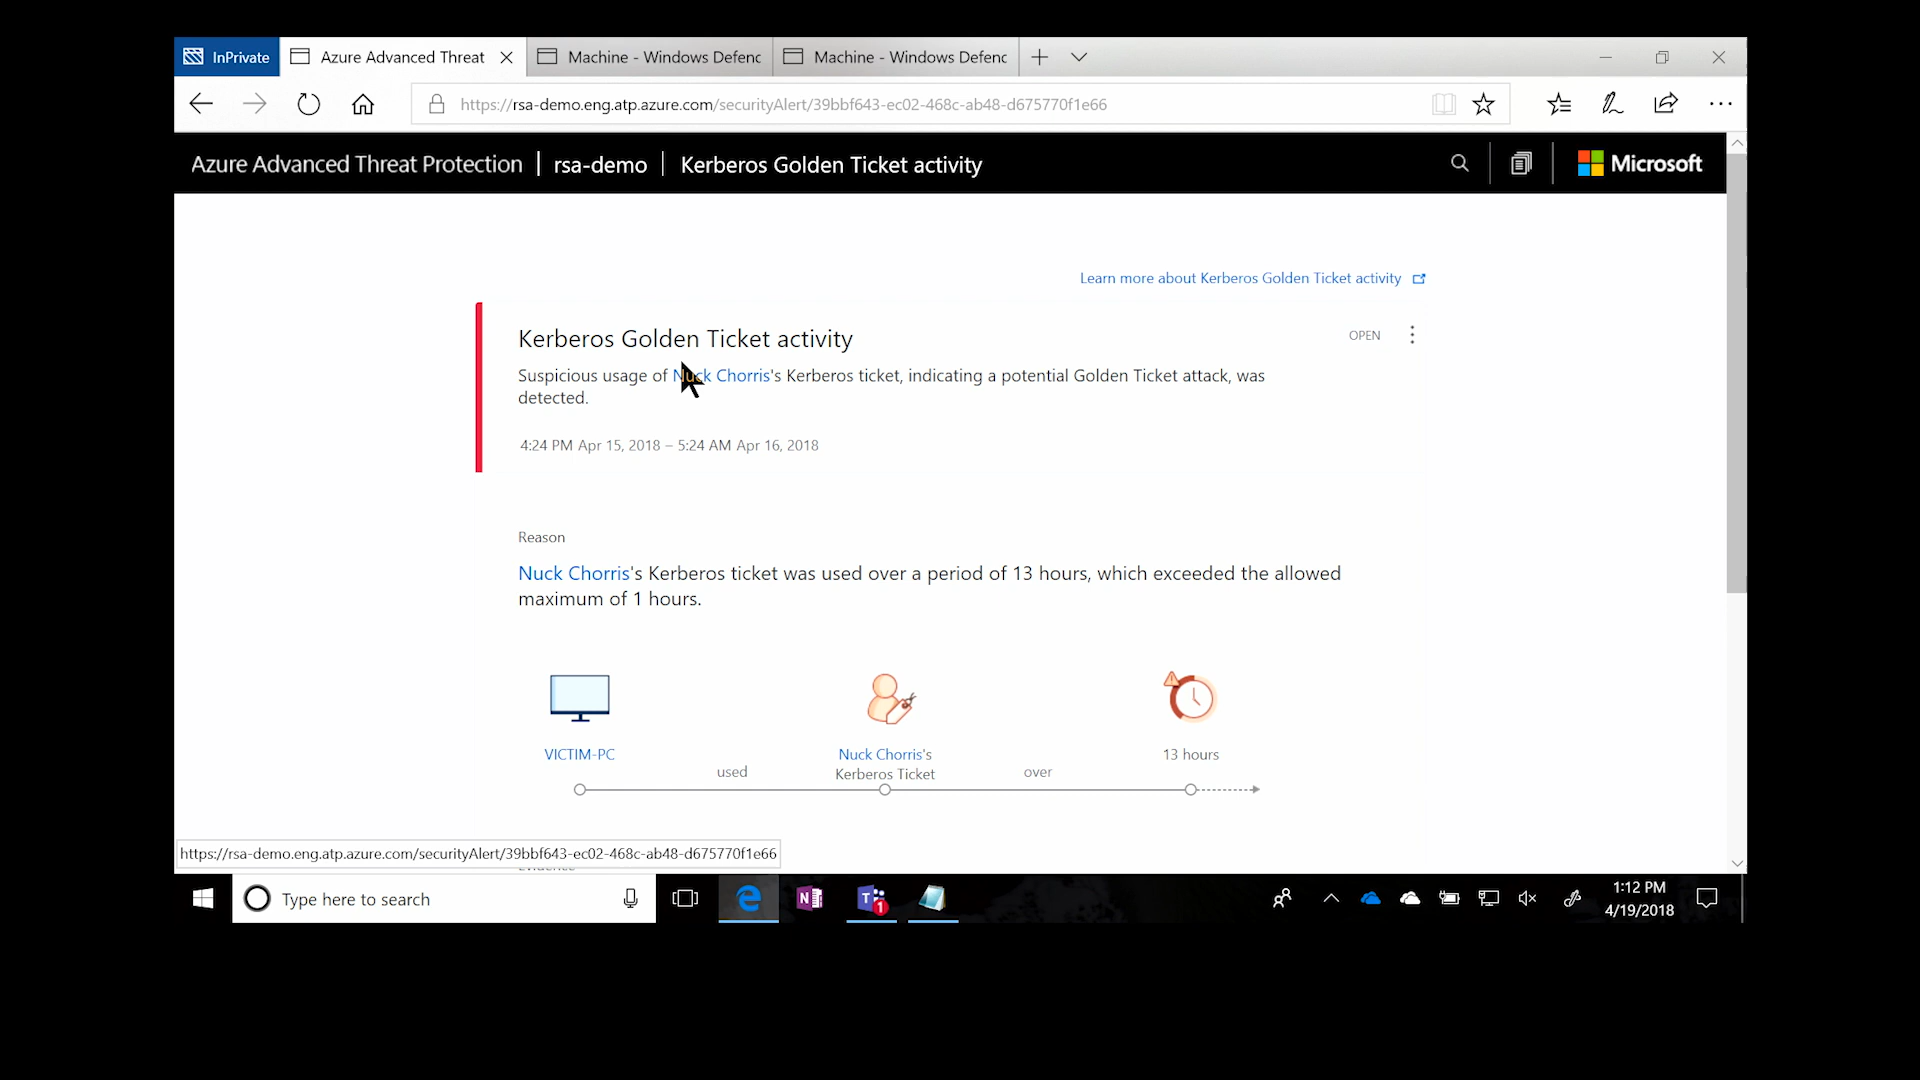 InPrivate
Azure Advanced Threat
Machine - Windows Defenc
Machine - Windows Defenc
https://rsa-demo.eng.atp.azure.com/securityAlert/39bbf643-ec02-468c-ab48-d675770f1e66
Azure Advanced Threat Protection | rsa-demo | Kerberos Golden Ticket activity
Microsoft
Learn more about Kerberos Golden Ticket activity
Kerberos Golden Ticket activity
OPEN
Suspicious usage of Nuck Chorris's Kerberos ticket, indicating a potential Golden Ticket attack, was
detected.
4:24 PM Apr 15, 2018 – 5:24 AM Apr 16, 2018
Reason
Nuck Chorris's Kerberos ticket was used over a period of 13 hours, which exceeded the allowed
maximum of 1 hours.
VICTIM-PC
used
Nuck Chorris's
Kerberos Ticket
over
13 hours
https://rsa-demo.eng.atp.azure.com/securityAlert/39bbf643-ec02-468c-ab48-d675770f1e66
Type here to search
1
1:12 PM
4/19/2018